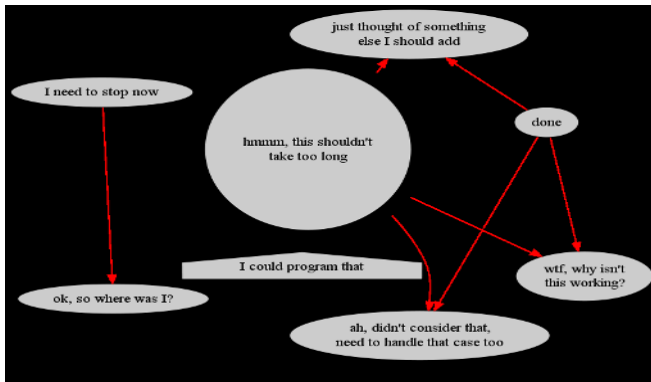 just thought of something
else I should add
I need to stop now
done
hmmm, this shouldn't
take too long
I could program that
wtf, why isn't
this working?
ok, so where was I?
ah, didn't consider that,
need to handle that case too